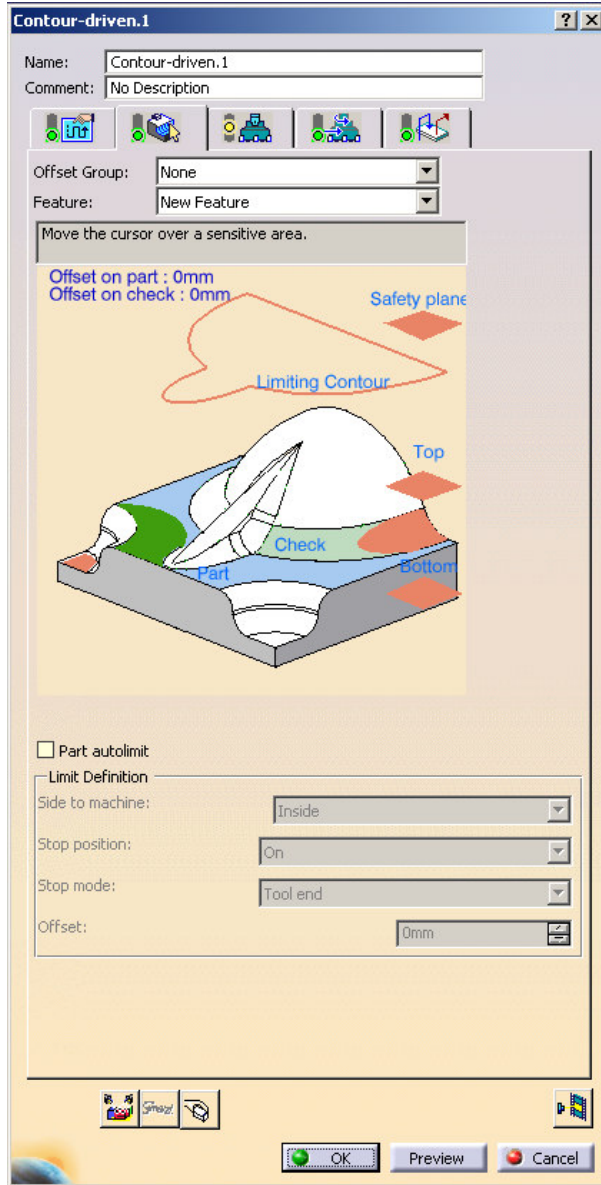 Contour-driven.1
Name: Contour-driven.1
Comment: No Description
Offset Group: None
Feature: New Feature
Move the cursor over a sensitive area.
Offset on part : 0mm
Offset on check : 0mm
Safety plane
Limiting Contour
Top
Check
Part
Bottom
Part autolimit
Limit Definition
Side to machine: Inside
Stop position: On
Stop mode: Tool end
Offset: 0mm
OK Preview Cancel